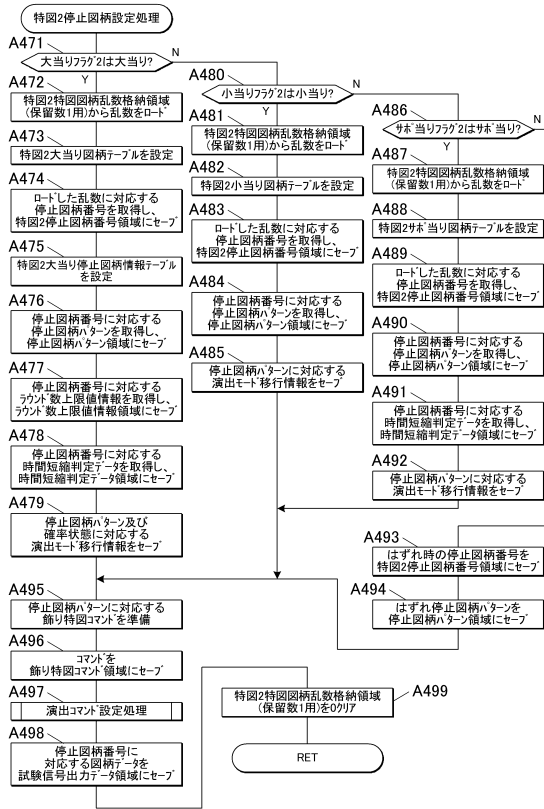 特図2停止図柄設定処理
A471
大当りフラグ2は大当り?
N
Y
A472
特図2特図図柄乱数格納領域
(保留数1用)から乱数をロード
A473
特図2大当り図柄テーブルを設定
A474
ロードした乱数に対応する
停止図柄番号を取得し、
特図2停止図柄番号領域にセーブ
A475
特図2大当り停止図柄情報テーブル
を設定
A476
停止図柄番号に対応する
停止図柄パターンを取得し、
停止図柄パターン領域にセーブ
A477
停止図柄番号に対応する
ラウンド数上限値情報を取得し、
ラウンド数上限値情報領域にセーブ
A478
停止図柄番号に対応する
時間短縮判定データを取得し、
時間短縮判定データ領域にセーブ
A479
停止図柄パターン及び
確率状態に対応する
演出モード移行情報をセーブ
A480
小当りフラグ2は小当り?
N
Y
A481
特図2特図図柄乱数格納領域
(保留数1用)から乱数をロード
A482
特図2小当り図柄テーブルを設定
A483
ロードした乱数に対応する
停止図柄番号を取得し、
特図2停止図柄番号領域にセーブ
A484
停止図柄番号に対応する
停止図柄パターンを取得し、
停止図柄パターン領域にセーブ
A485
停止図柄パターンに対応する
演出モード移行情報をセーブ
A486
サポ当りフラグ2はサポ当り?
N
Y
A487
特図2特図図柄乱数格納領域
(保留数1用)から乱数をロード
A488
特図2サポ当り図柄テーブルを設定
A489
ロードした乱数に対応する
停止図柄番号を取得し、
特図2停止図柄番号領域にセーブ
A490
停止図柄番号に対応する
停止図柄パターンを取得し、
停止図柄パターン領域にセーブ
A491
停止図柄番号に対応する
時間短縮判定データを取得し、
時間短縮判定データ領域にセーブ
A492
停止図柄パターンに対応する
演出モード移行情報をセーブ
A493
はずれ時の停止図柄番号を
特図2停止図柄番号領域にセーブ
A494
はずれ停止図柄パターンを
停止図柄パターン領域にセーブ
A495
停止図柄パターンに対応する
飾り特図コマンドを準備
A496
コマンドを
飾り特図コマンド領域にセーブ
A497
演出コマンド設定処理
A498
停止図柄番号に
対応する図柄データを
試験信号出力データ領域にセーブ
A499
特図2特図図柄乱数格納領域
(保留数1用)を0クリア
RET